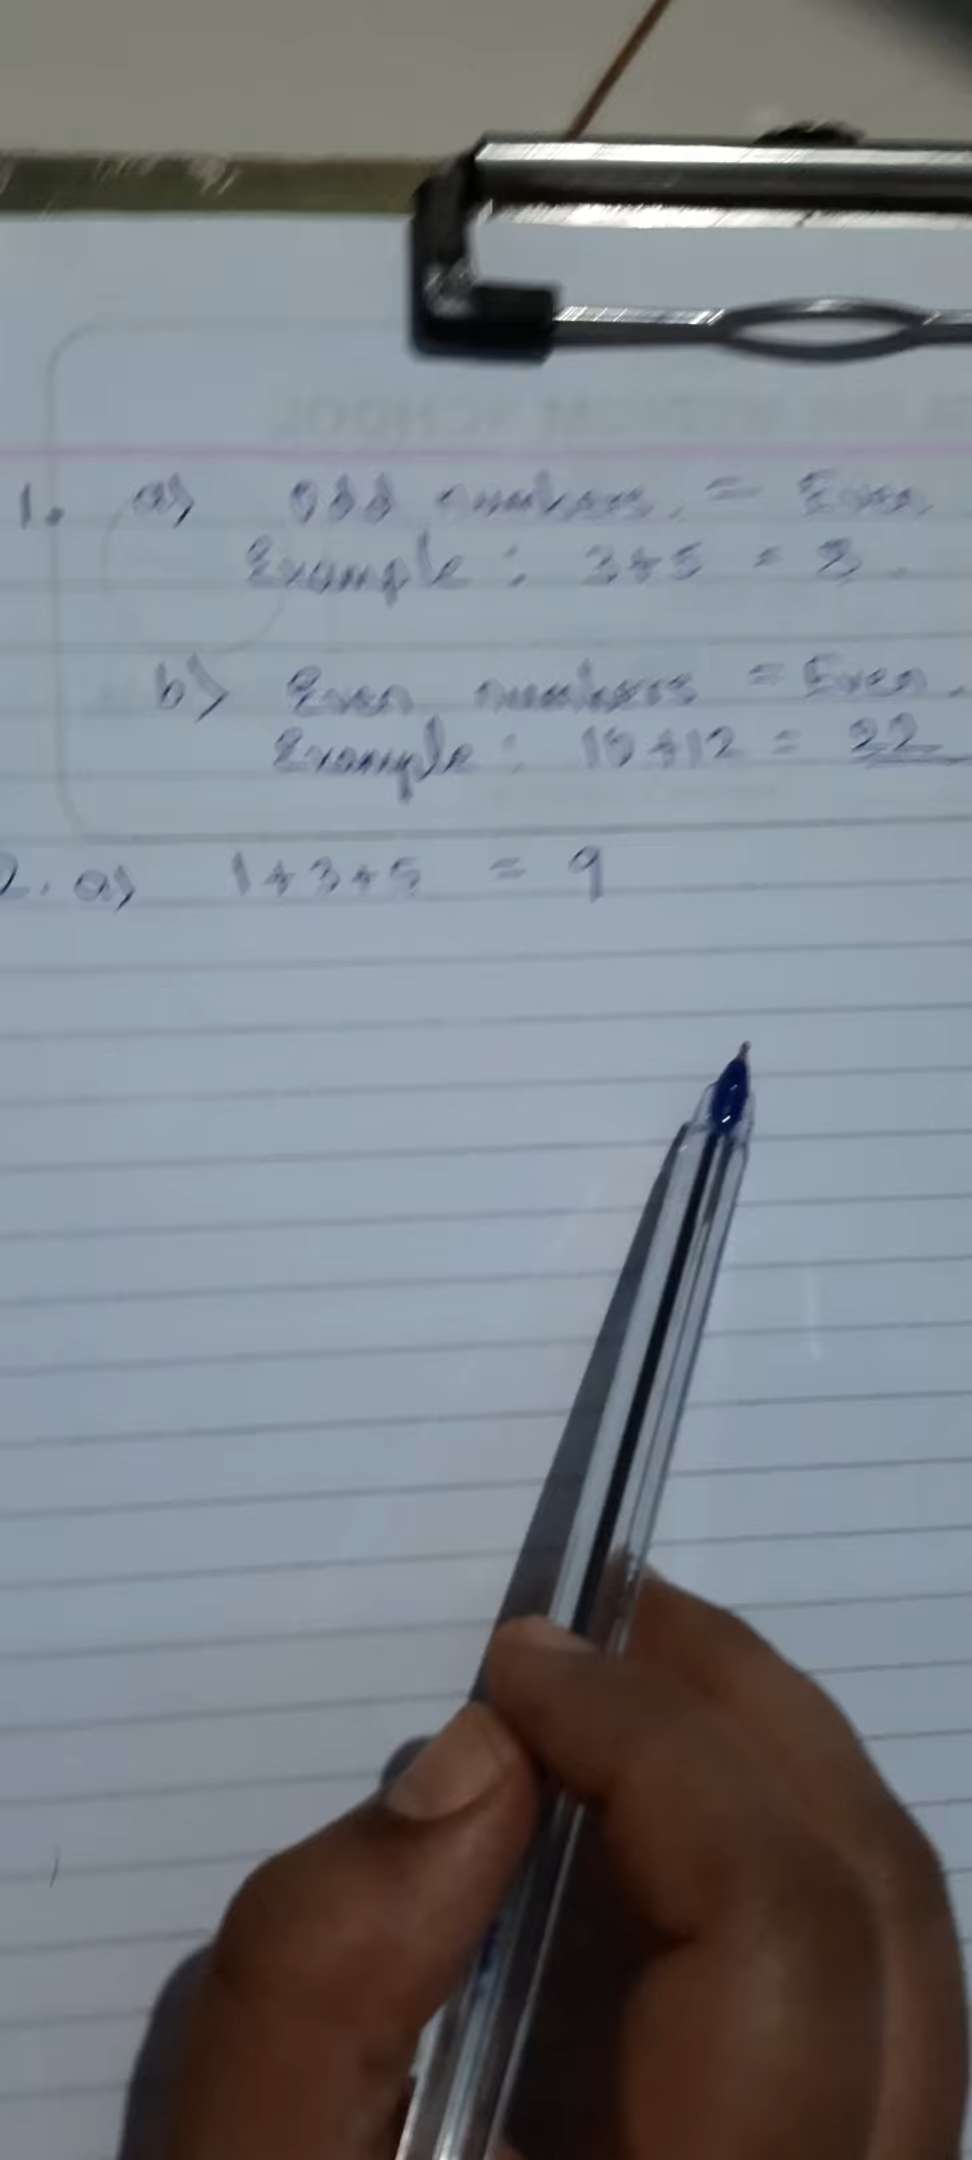 1. a) Odd numbers. = Even
Example : 3+5 = 8.
b) Even numbers = Even.
Example : 10+12 = 22
2. a) 1+3+5 = 9